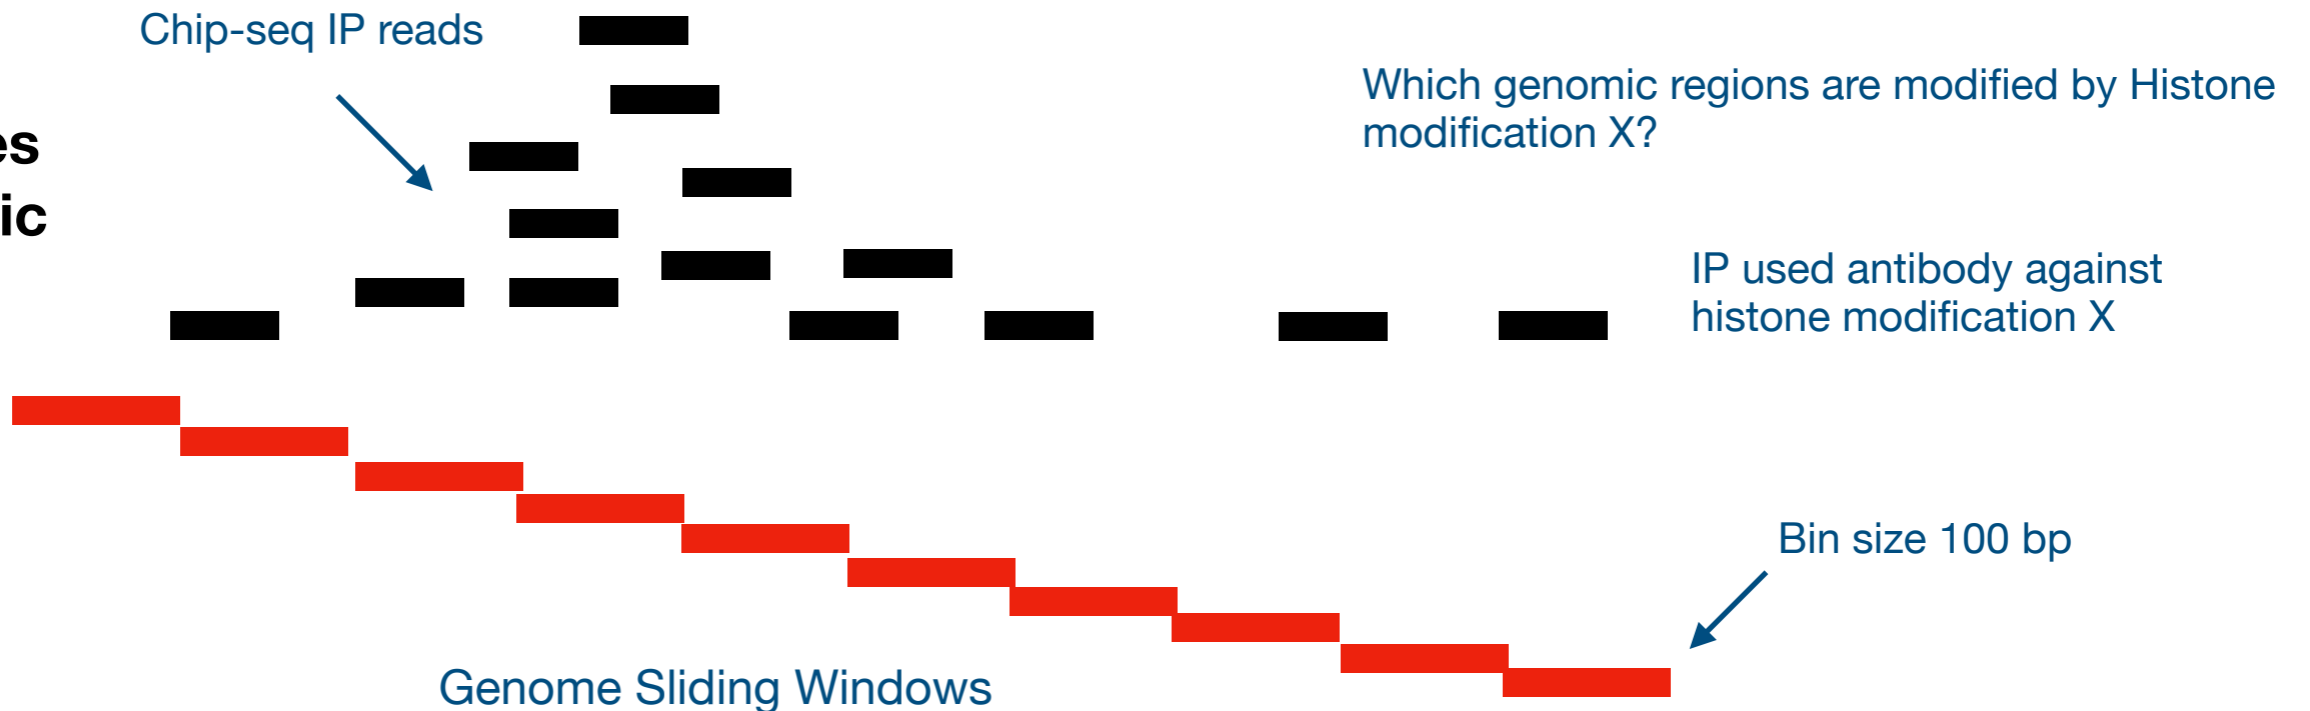 Chip-seq IP reads
Which genomic regions are modified by Histone
modification X?
es
ic
IP used antibody against
histone modification X
Bin size 100 bp
Genome Sliding Windows